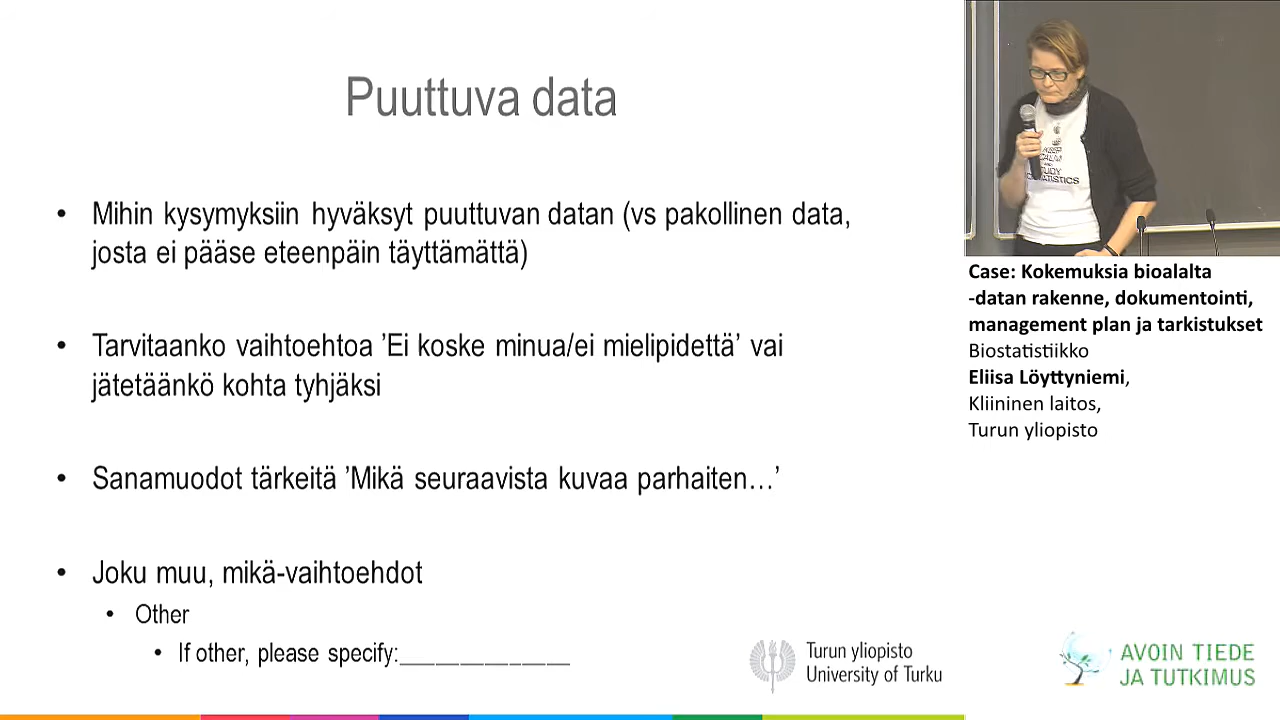 Puuttuva data
• Mihin kysymyksiin hyväksyt puuttuvan datan (vs pakollinen data,
josta ei pääse eteenpäin täyttämättä)
• Tarvitaanko vaihtoehtoa ’Ei koske minua/ei mielipidettä’ vai
jätetäänkö kohta tyhjäksi
• Sanamuodot tärkeitä ’Mikä seuraavista kuvaa parhaiten…’
• Joku muu, mikä-vaihtoehdot
• Other
• If other, please specify:______________
Turun yliopisto
University of Turku
Case: Kokemuksia bioalalta
-datan rakenne, dokumentointi,
management plan ja tarkistukset
Biostatistiikko
Eliisa Löyttyniemi,
Kliininen laitos,
Turun yliopisto
AVOIN TIEDE
JA TUTKIMUS